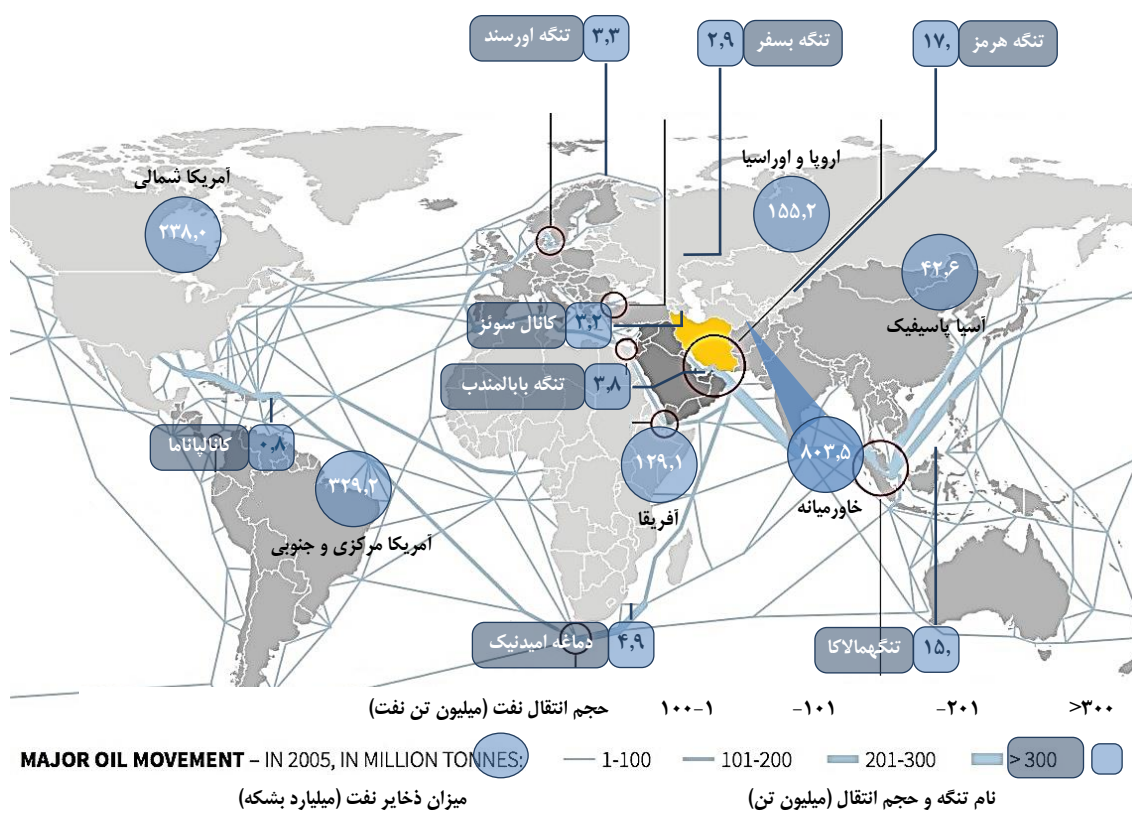 تنگه هرمز ۱۷,
تنگه بسفر ۲,۹
تنگه اورسند ۳,۳
اروپا و اوراسیا
۱۵۵,۲
آمریکا شمالی
۲۳۸,۰
۴۲,۶
آسیا پاسیفیک
کانال سوئز ۳,۲
تنگه بابالمندب ۳,۸
کانالپاناما ۰,۸
۸۰۳,۵
خاورمیانه
۱۲۹,۱
آفریقا
۳۲۹,۲
آمریکا مرکزی و جنوبی
دماغه امیدنیک ۴,۹
تنگهمالاکا ۱۵,
حجم انتقال نفت (میلیون تن نفت) ۱-۱۰۰ ۱۰۱- ۲۰۱- >۳۰۰
MAJOR OIL MOVEMENT – IN 2005, IN MILLION TONNES: 1-100 101-200 201-300 > 300
نام تنگه و حجم انتقال (میلیون تن)
میزان ذخایر نفت (میلیارد بشکه)